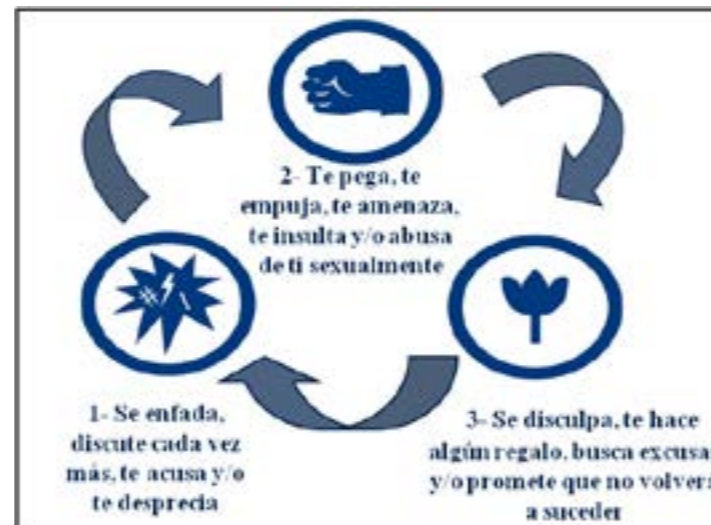 2- Te pega, te
empuja, te amenaza,
te insulta y/o abusa
de ti sexualmente
1- Se enfada,
discute cada vez
más, te acusa y/o
te desprecia
3- Se disculpa, te hace
algún regalo, busca excusa
y/o promete que no volverá
a suceder